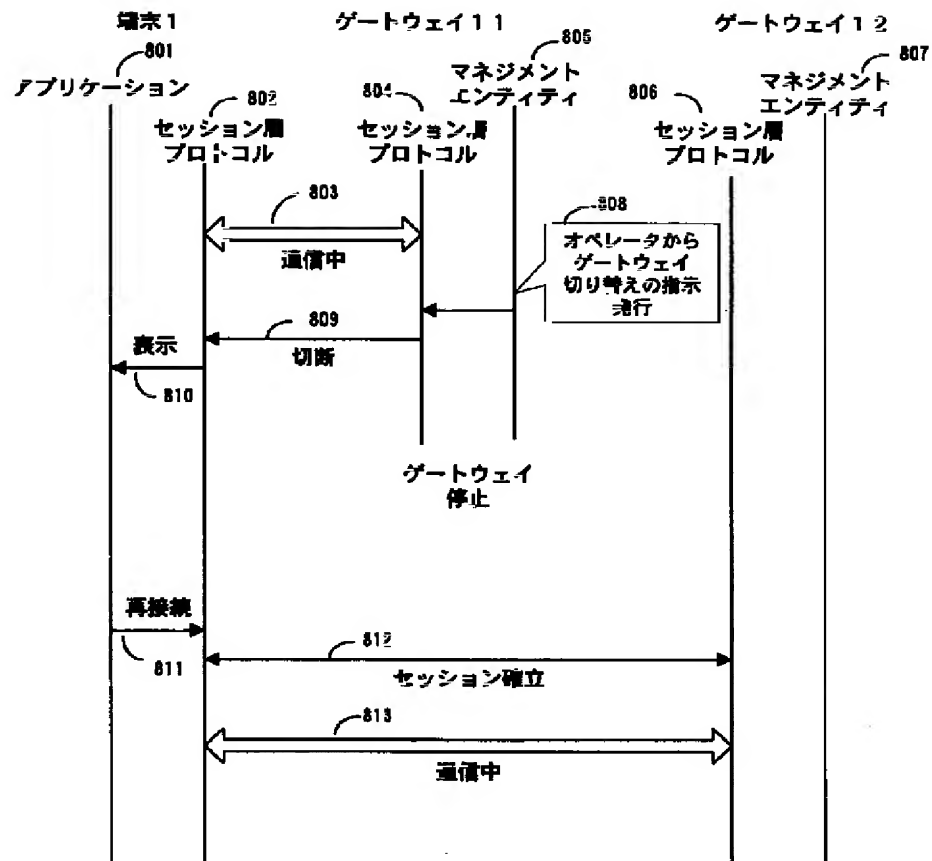 端末1
ゲートウェイ11
ゲートウェイ12
801
アプリケーション
802
セッション層
プロトコル
804
セッション層
プロトコル
805
マネジメント
エンティティ
806
セッション層
プロトコル
807
マネジメント
エンティティ
803
通信中
808
オペレータから
ゲートウェイ
切り替えの指示
発行
809
切断
表示
810
ゲートウェイ
停止
再接続
811
812
セッション確立
813
通信中